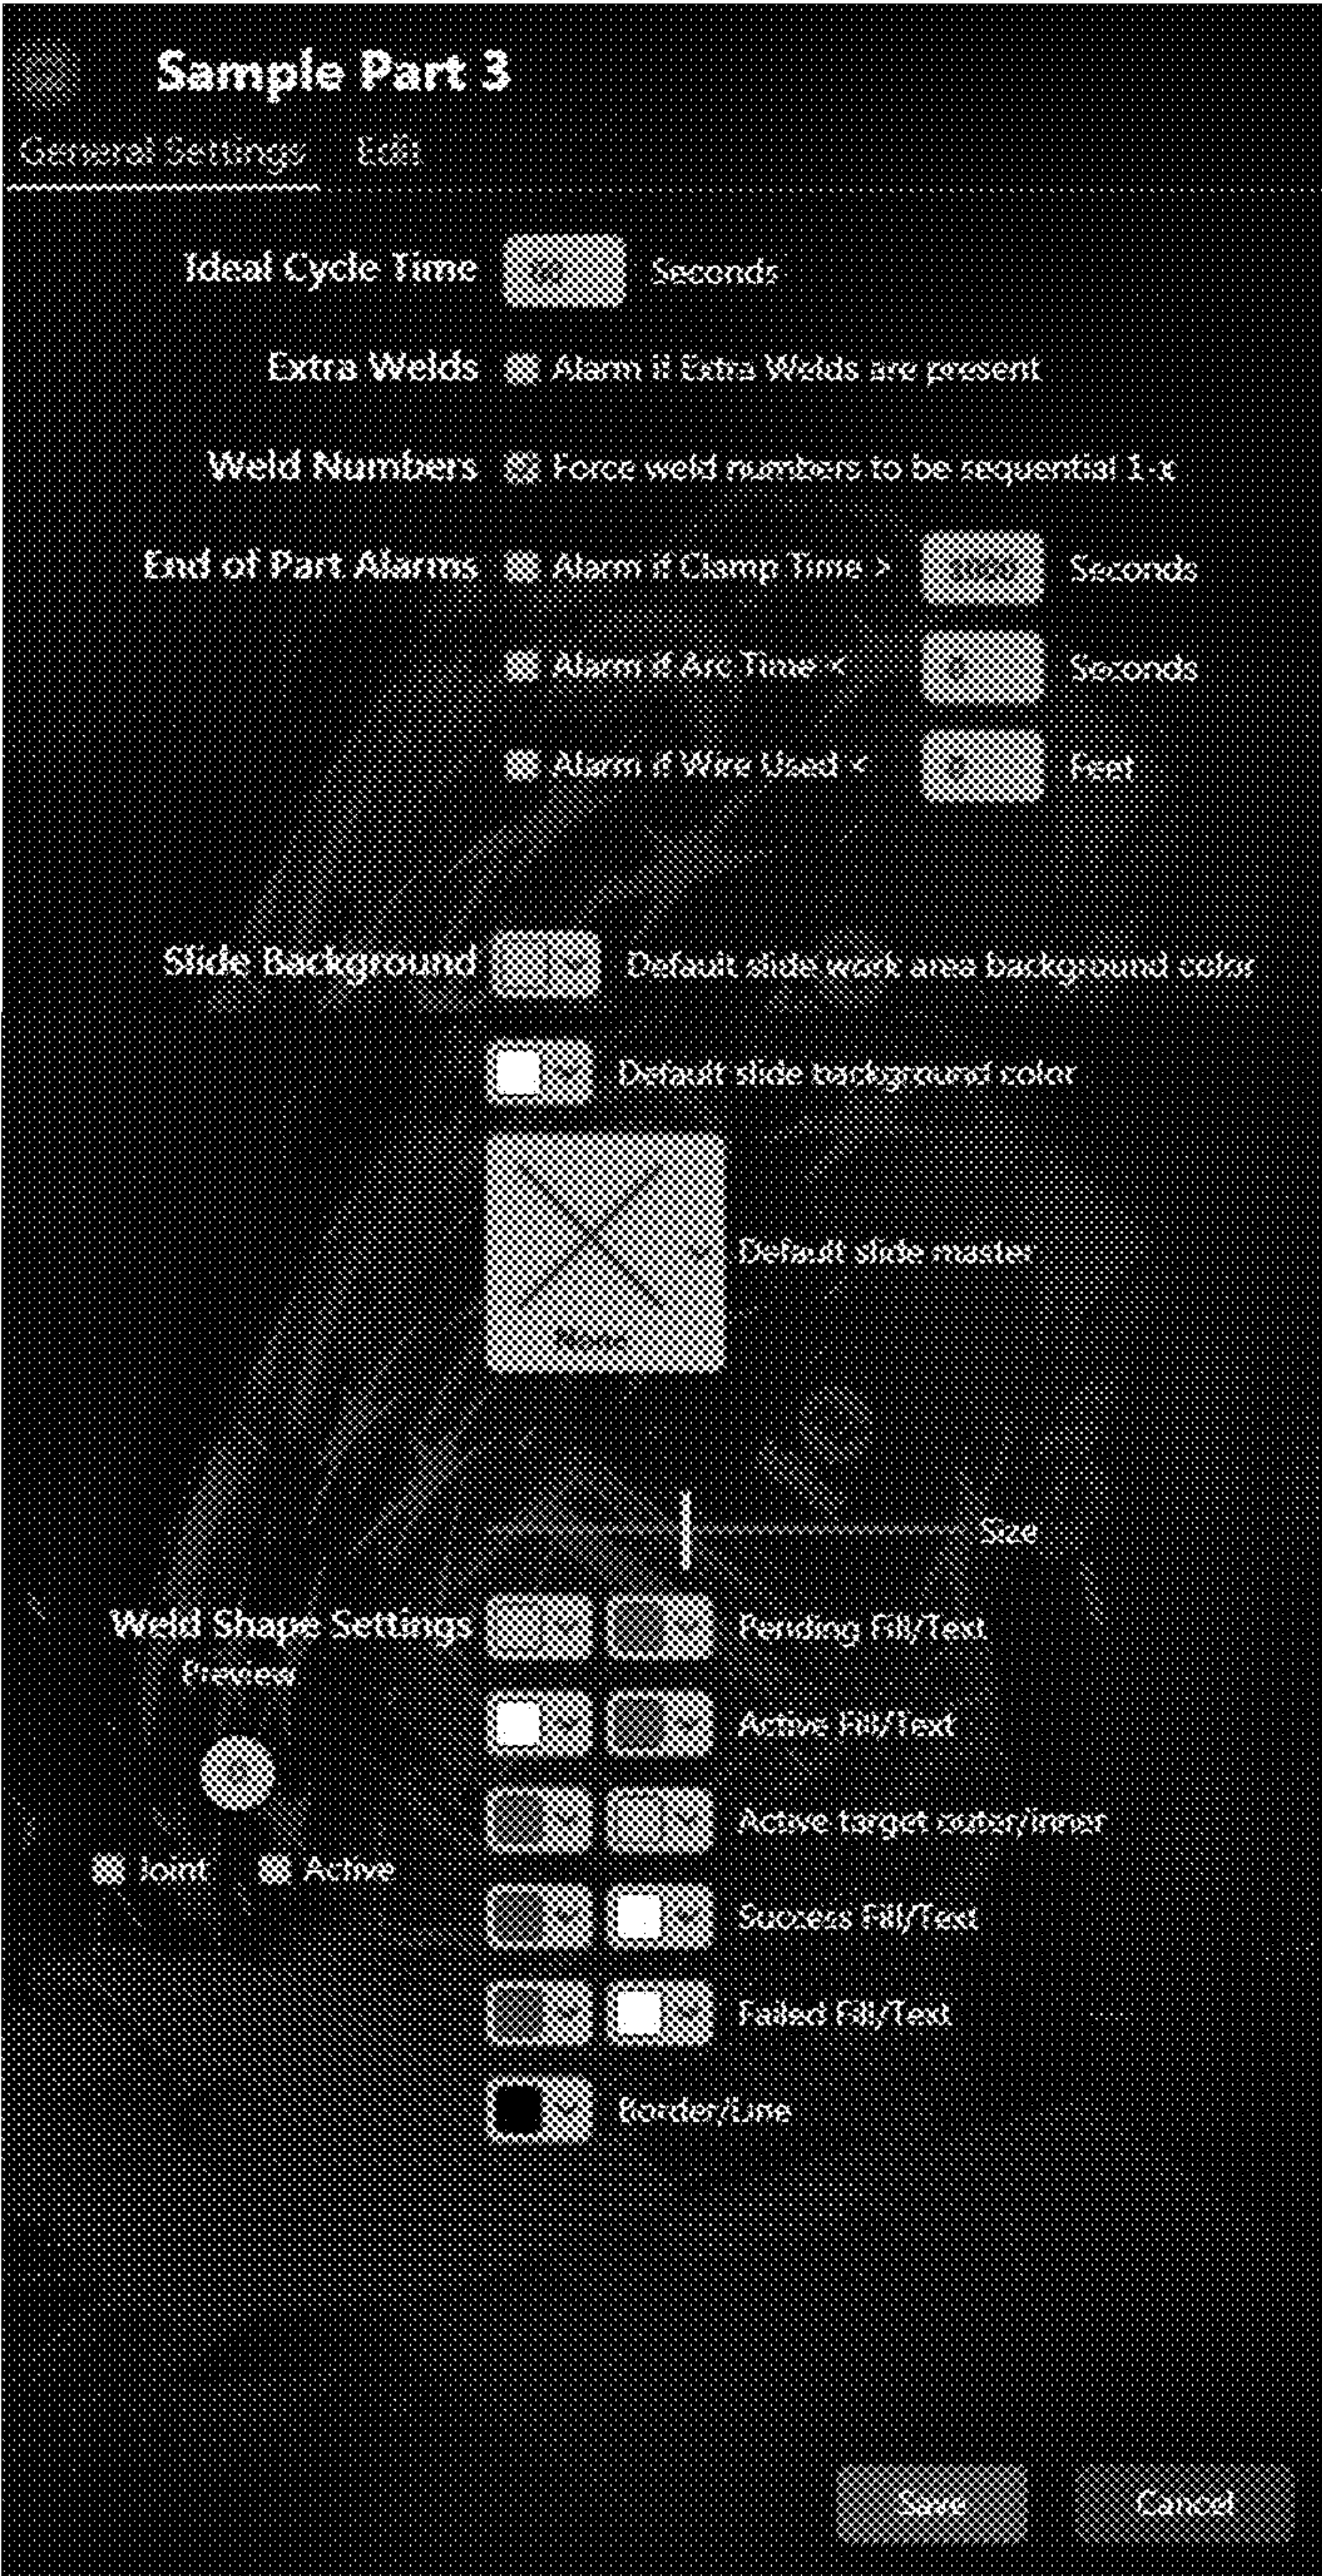 Sample Part 3
General Settings Edit
Ideal Cycle Time Seconds
Extra Welds Alarm if Extra Welds are present
Weld Numbers Force weld numbers to be sequential 1-x
End of Part Alarms Alarm if Clamp Time > Seconds
Alarm if Arc Time < Seconds
Alarm if Wire Used < Feet
Slide Background Default slide work area background color
Default slide background color
Default slide master
Size
Weld Shape Settings Pending Fill/Text
Preview
Active Fill/Text
Active target outer/inner
Joint Active
Success Fill/Text
Failed Fill/Text
Border/Line
Save Cancel